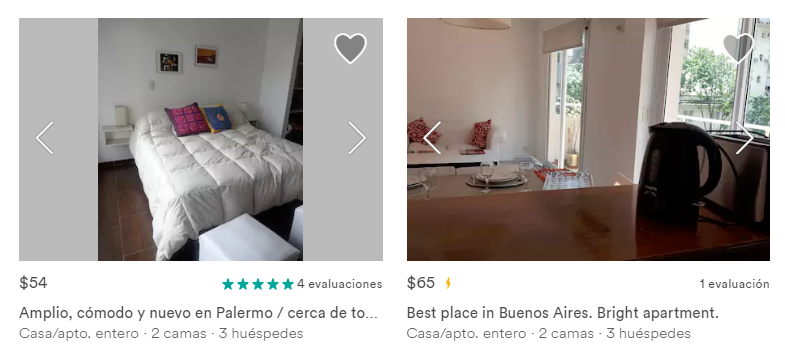 $54 4 evaluaciones
Amplio, cómodo y nuevo en Palermo / cerca de to...
Casa/apto. entero · 2 camas · 3 huéspedes
$65 1 evaluación
Best place in Buenos Aires. Bright apartment.
Casa/apto. entero · 2 camas · 3 huéspedes